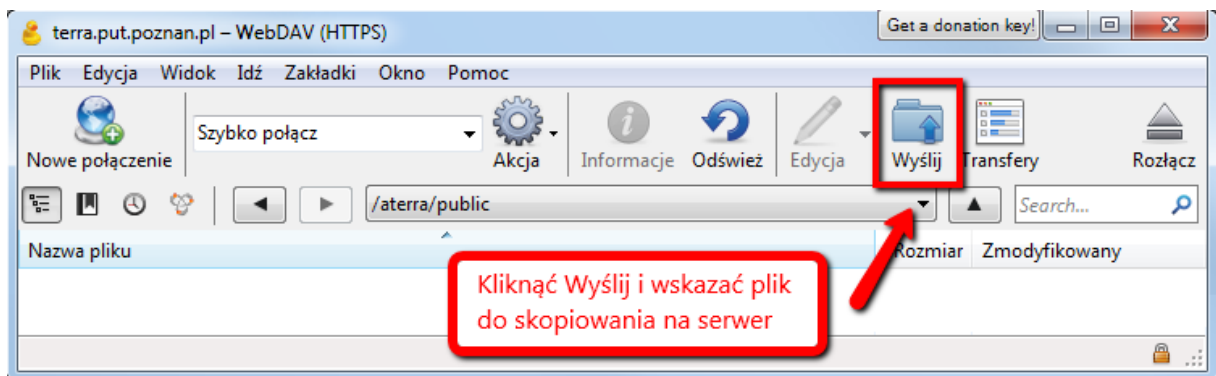 terra.put.poznan.pl – WebDAV (HTTPS)
Get a donation key!
Plik Edycja Widok Idź Zakładki Okno Pomoc
Nowe połączenie
Szybko połącz
Akcja
Informacje
Odśwież
Edycja
Wyślij
Transfery
Rozłącz
/aterra/public
Search...
Nazwa pliku
Rozmiar
Zmodyfikowany
Kliknąć Wyślij i wskazać plik
do skopiowania na serwer